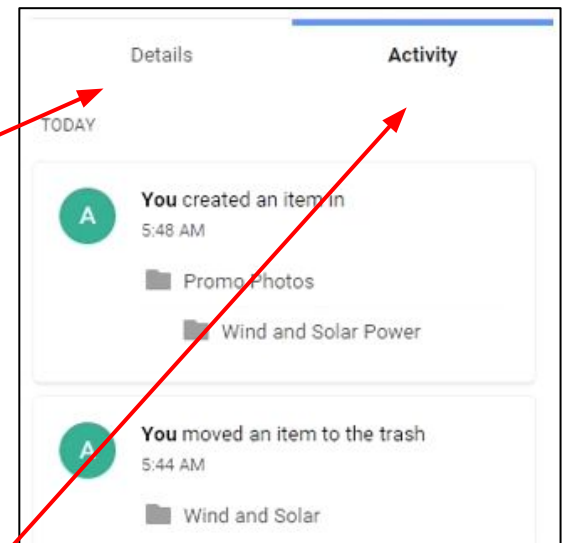 Details Activity
TODAY
A
You created an item in
5:48 AM
Promo Photos
Wind and Solar Power
A
You moved an item to the trash
5:44 AM
Wind and Solar